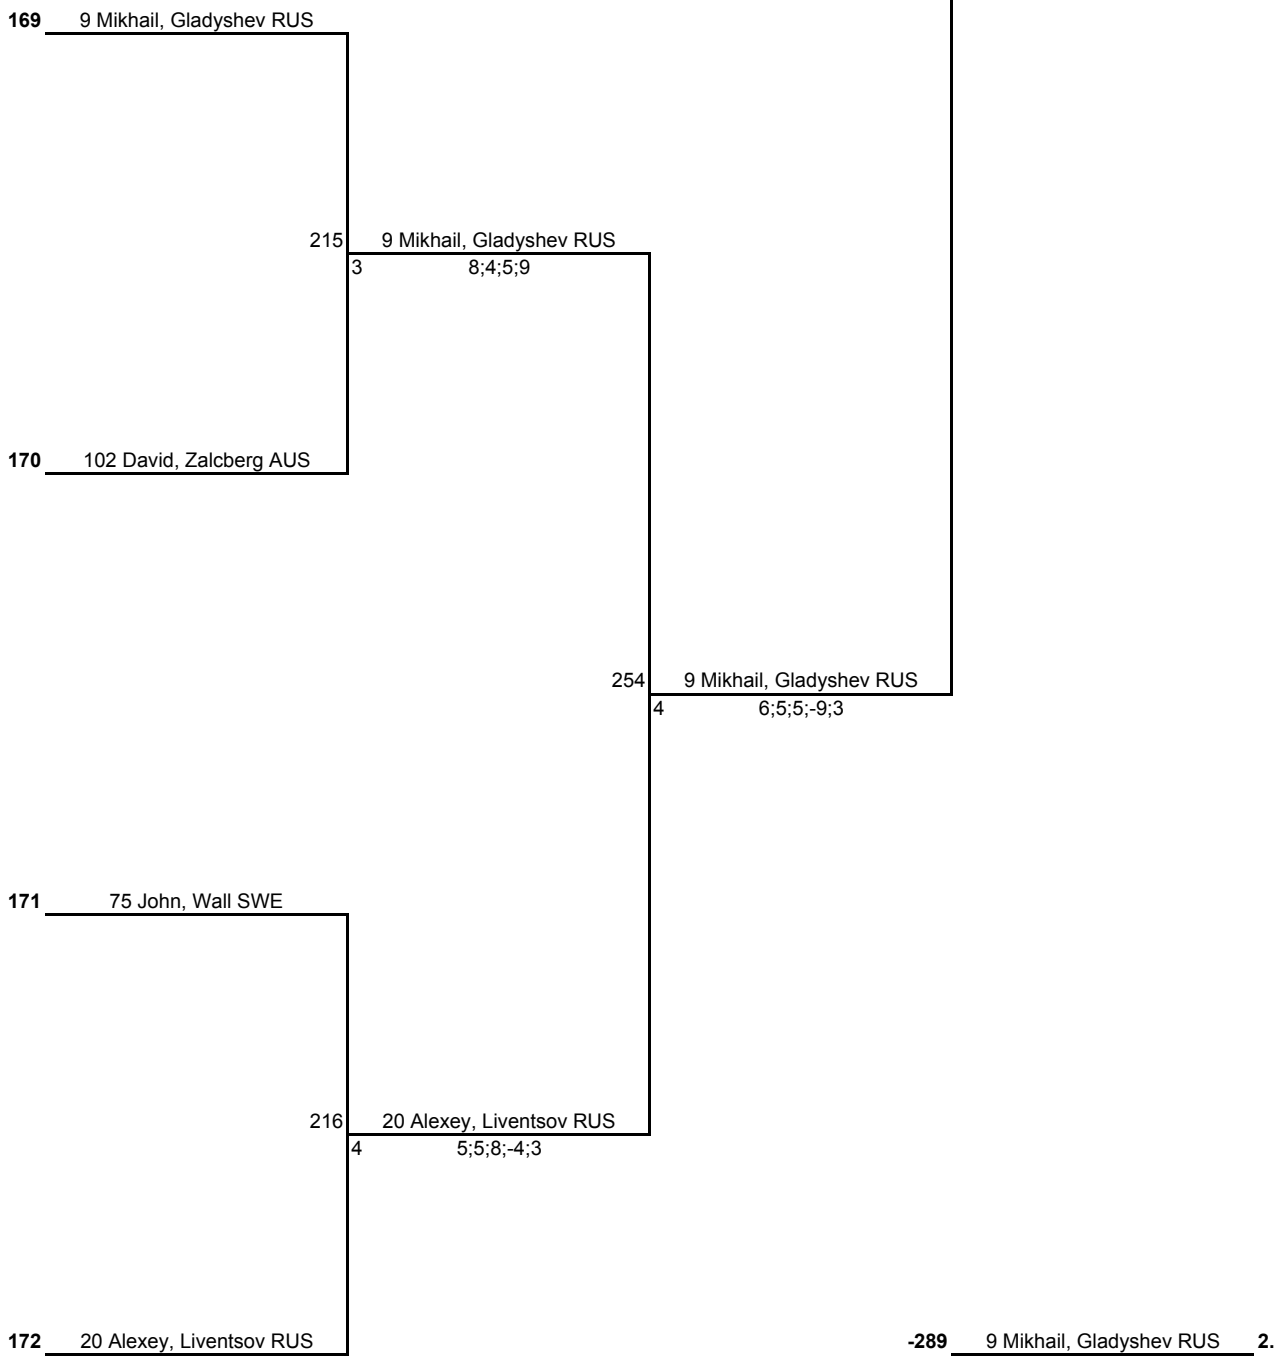 169 9 Mikhail, Gladyshev RUS
215 9 Mikhail, Gladyshev RUS
3 8;4;5;9
170 102 David, Zalcberg AUS
254 9 Mikhail, Gladyshev RUS
4 6;5;5;-9;3
171 75 John, Wall SWE
216 20 Alexey, Liventsov RUS
4 5;5;8;-4;3
172 20 Alexey, Liventsov RUS
-289 9 Mikhail, Gladyshev RUS 2.